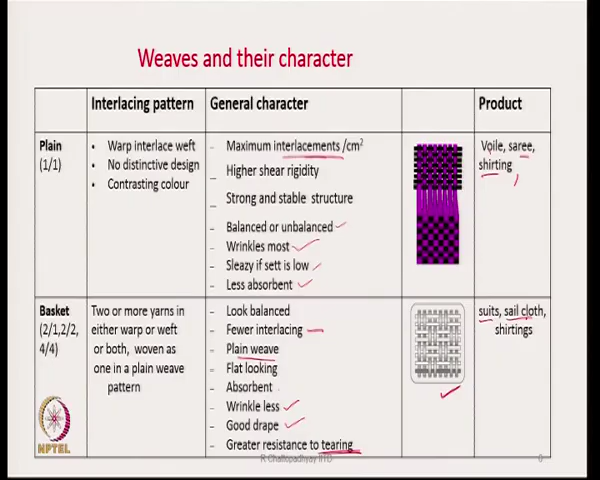 Weaves and their character
Interlacing pattern
General character
Product
Plain
(1/1)
• Warp interlace weft
• No distinctive design
• Contrasting colour
– Maximum interlacements /cm²
– Higher shear rigidity
– Strong and stable structure
– Balanced or unbalanced
– Wrinkles most
– Sleazy if sett is low
– Less absorbent
Voile, saree,
shirting
Basket
(2/1,2/2,
4/4)
Two or more yarns in
either warp or weft
or both, woven as
one in a plain weave
pattern
– Look balanced
– Fewer interlacing
– Plain weave
– Flat looking
– Absorbent
– Wrinkle less
– Good drape
– Greater resistance to tearing
suits, sail cloth,
shirtings
NPTEL
R Chattopadhyay IITD
6